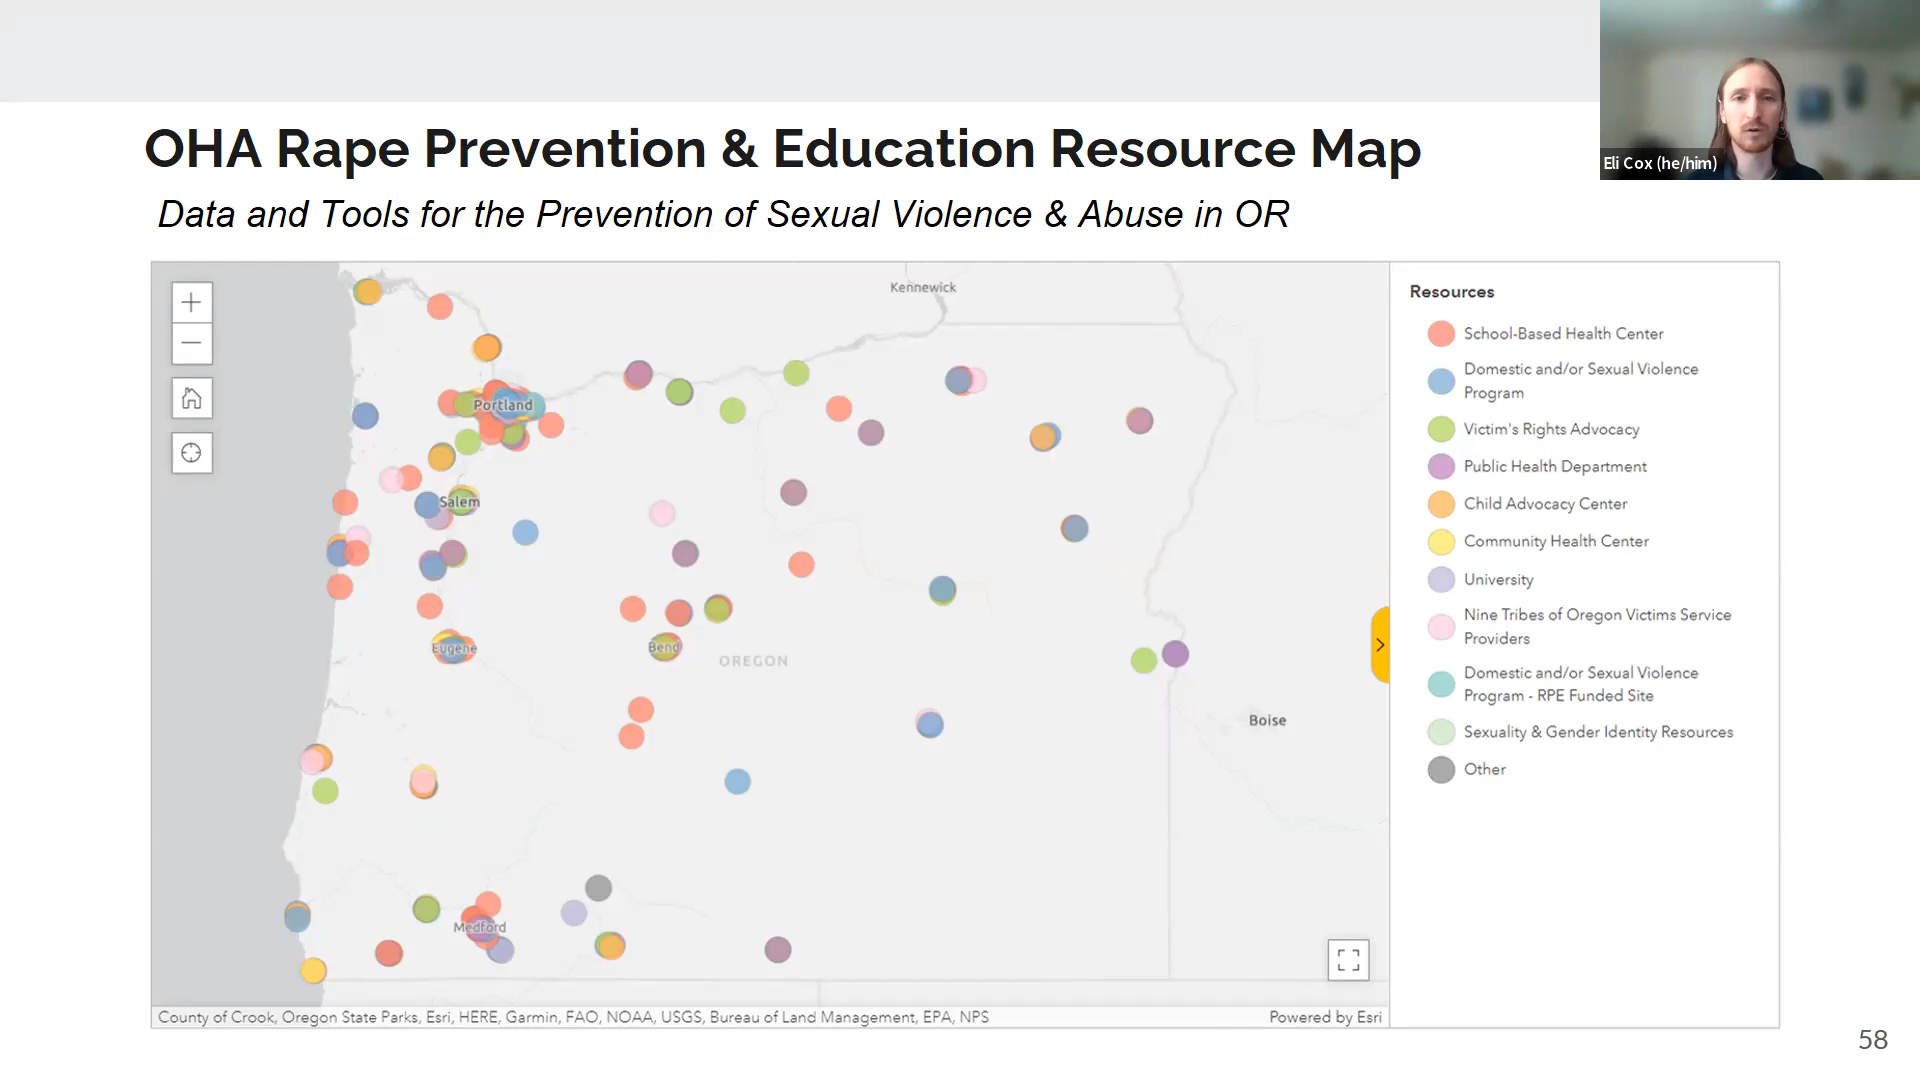 OHA Rape Prevention & Education Resource Map
Eli Cox (he/him)
Data and Tools for the Prevention of Sexual Violence & Abuse in OR
Kennewick
Portland
Salem
Eugene
Bend
OREGON
Boise
Medford
County of Crook, Oregon State Parks, Esri, HERE, Garmin, FAO, NOAA, USGS, Bureau of Land Management, EPA, NPS
Powered by Esri
Resources
School-Based Health Center
Domestic and/or Sexual Violence
Program
Victim's Rights Advocacy
Public Health Department
Child Advocacy Center
Community Health Center
University
Nine Tribes of Oregon Victims Service
Providers
Domestic and/or Sexual Violence
Program - RPE Funded Site
Sexuality & Gender Identity Resources
Other
58